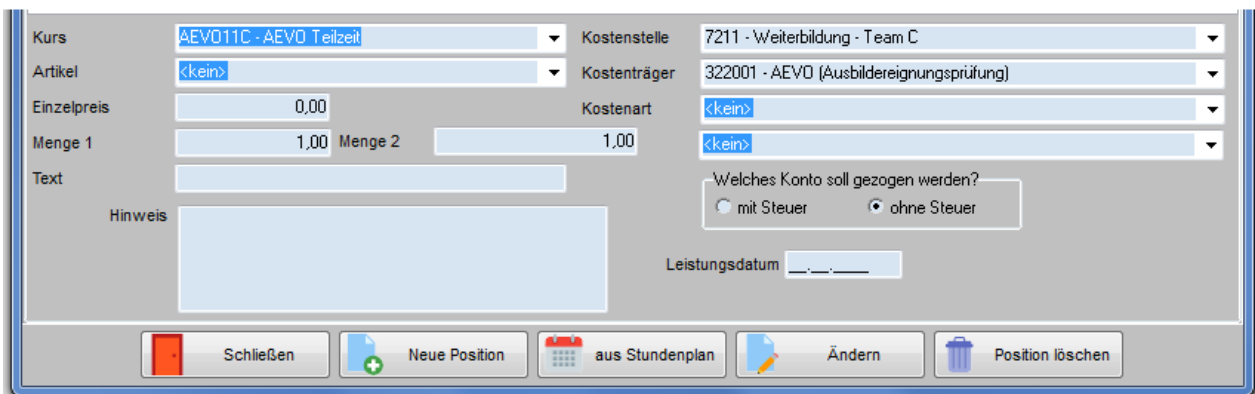 Kurs AEVO11C - AEVO Teilzeit Kostenstelle 7211 - Weiterbildung - Team C
Artikel <kein> Kostenträger 322001 - AEVO (Ausbildereignungsprüfung)
Einzelpreis 0,00 Kostenart <kein>
Menge 1 1,00 Menge 2 1,00 <kein>
Text Welches Konto soll gezogen werden?
Hinweis mit Steuer ohne Steuer
Leistungsdatum __.__.____
Schließen Neue Position aus Stundenplan Ändern Position löschen